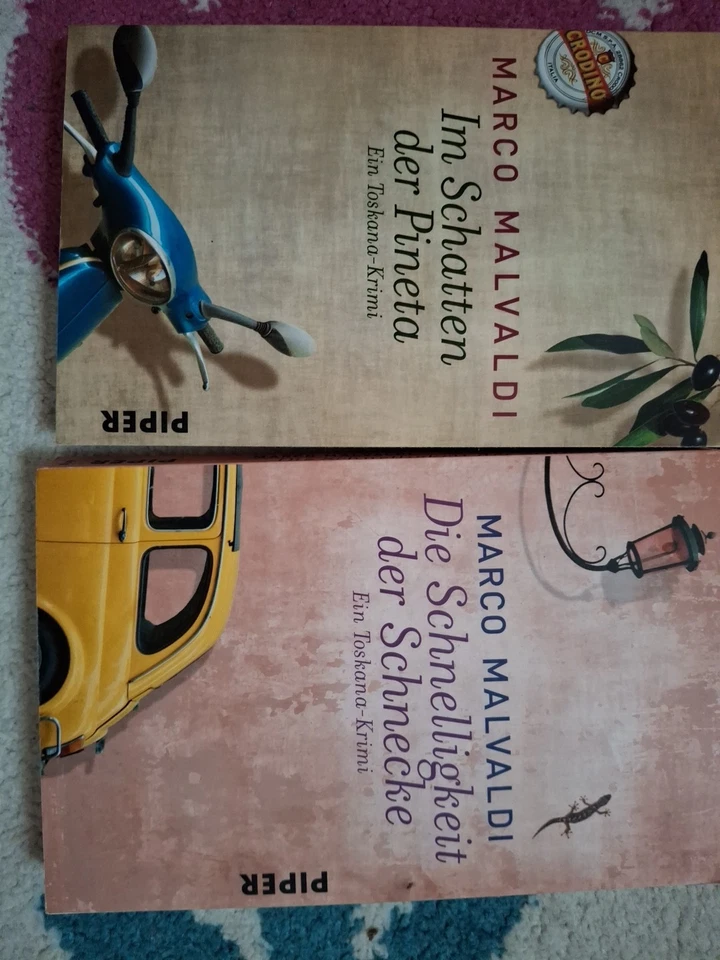 MARCO MALVALDI
Im Schatten
der Pineta
Ein Toskana-Krimi
PIPER
CRODINO
ITALIA
MARCO MALVALDI
Die Schnelligkeit
der Schnecke
Ein Toskana-Krimi
PIPER